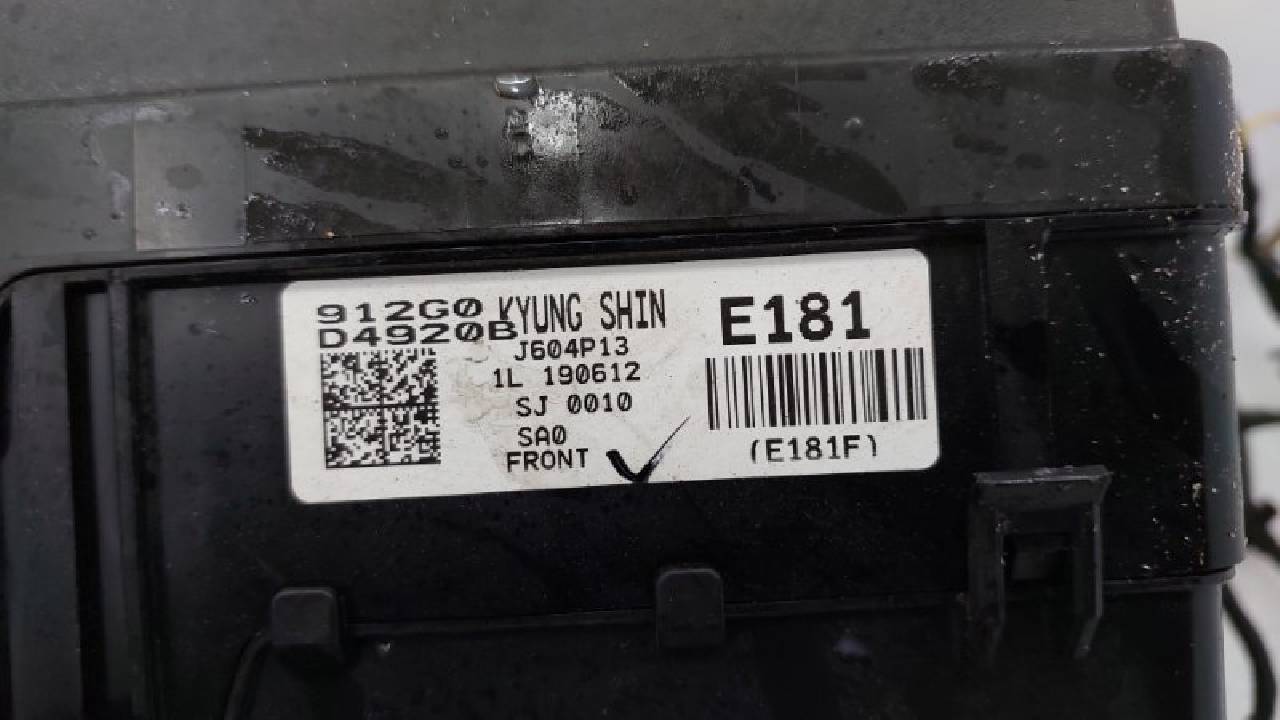 912G0 KYUNG SHIN E181
D4920B
J604P13
1L 190612
SJ 0010
SA0
FRONT
(E181F)